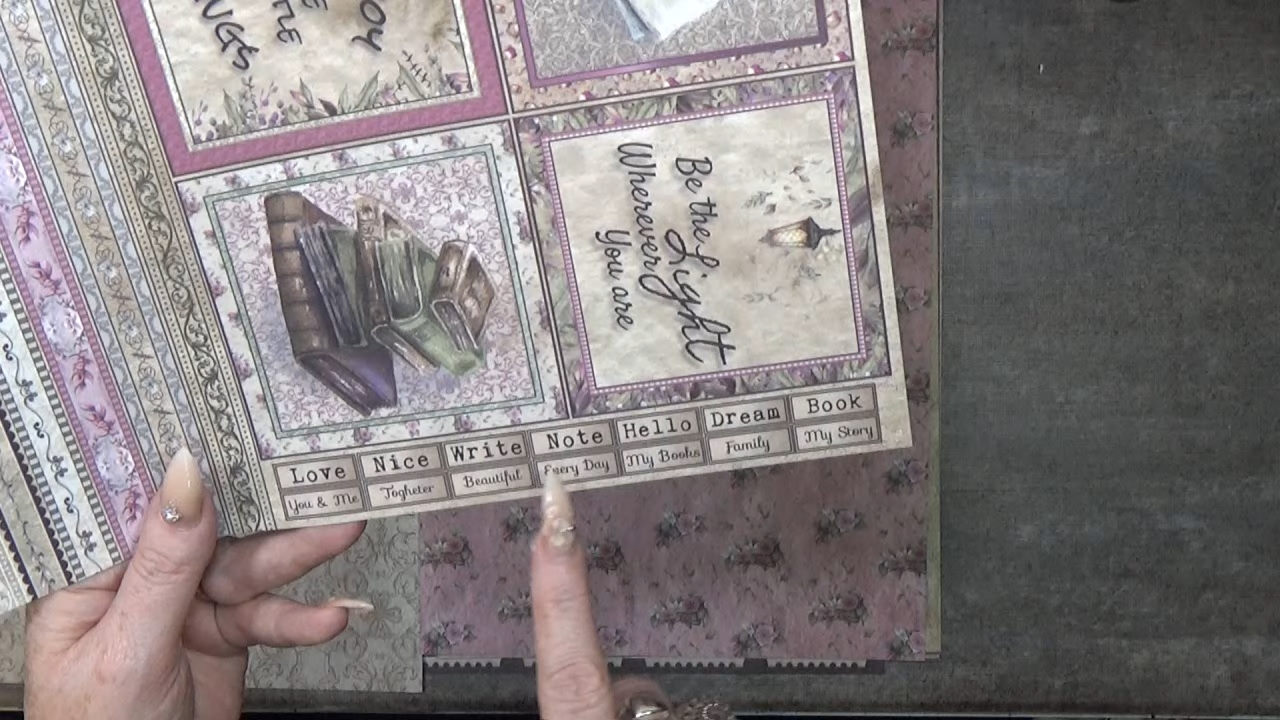 Be the Light
Wherever
You are
Love Nice Write Note Hello Dream Book
You & Me Togheter Beautiful Every Day My Books Family My Story